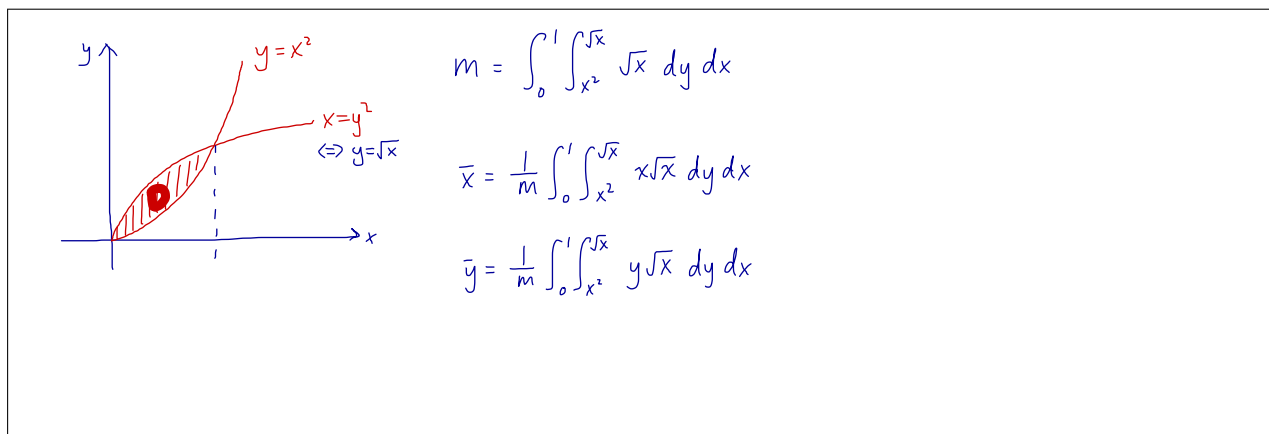 y
y = x²
x = y²
⇔ y = √x
D
x
m = ∫₀¹ ∫_{x²}^{√x} √x dy dx
x̄ = 1/m ∫₀¹ ∫_{x²}^{√x} x√x dy dx
ȳ = 1/m ∫₀¹ ∫_{x²}^{√x} y√x dy dx